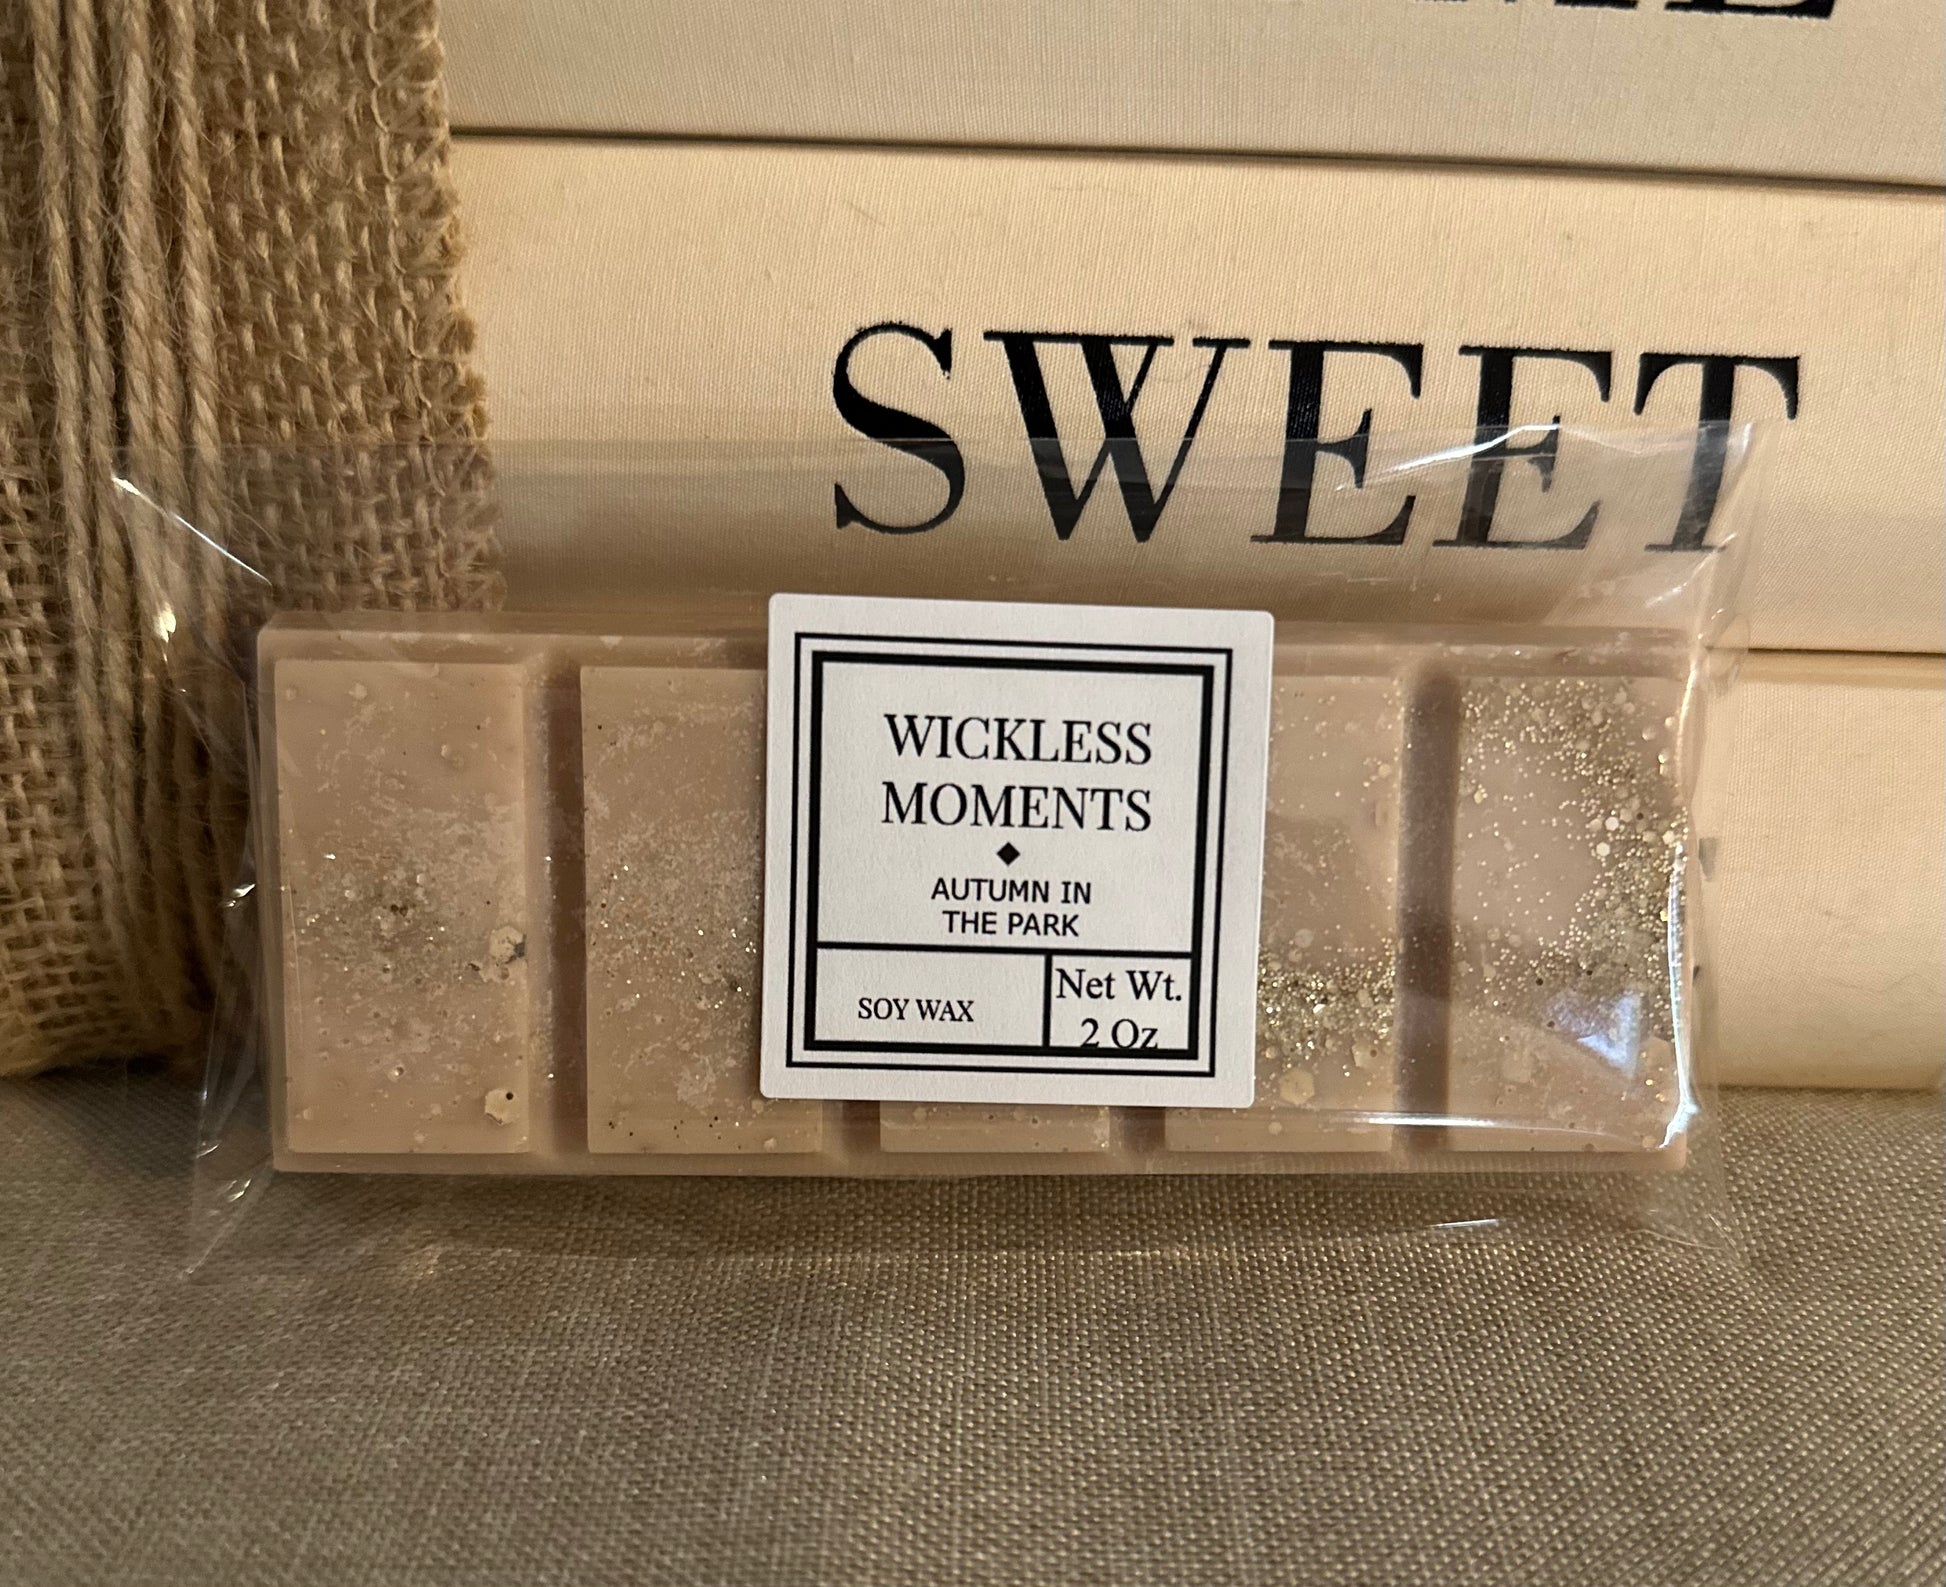 SWEET
WICKLESS
MOMENTS
AUTUMN IN
THE PARK
SOY WAX
Net Wt.
2 Oz